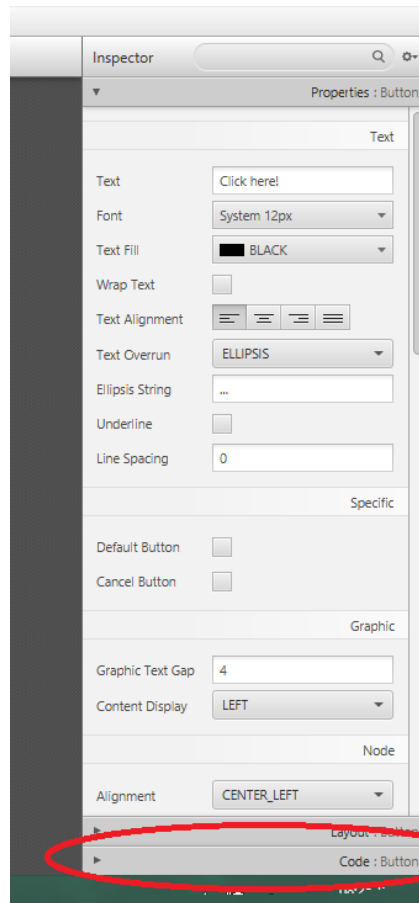 Inspector
Properties : Button
Text
Text Click here!
Font System 12px
Text Fill BLACK
Wrap Text
Text Alignment
Text Overrun ELLIPSIS
Ellipsis String ...
Underline
Line Spacing 0
Specific
Default Button
Cancel Button
Graphic
Graphic Text Gap 4
Content Display LEFT
Node
Alignment CENTER_LEFT
Layout : Button
Code : Button